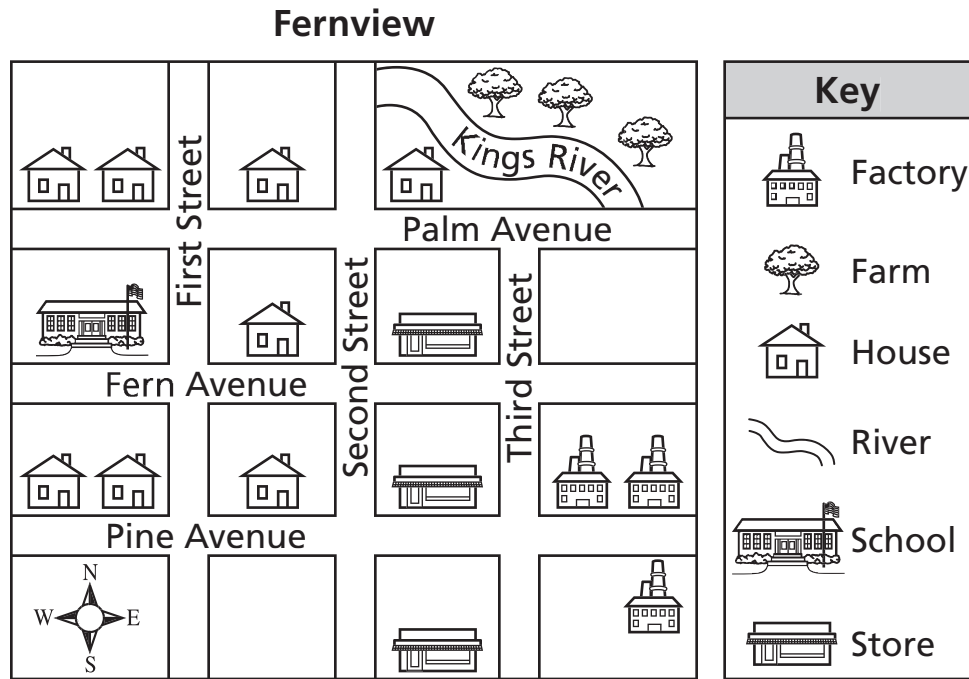 Fernview
First Street
Second Street
Third Street
Kings River
Palm Avenue
Fern Avenue
Pine Avenue
N
W
E
S
Key
Factory
Farm
House
River
School
Store